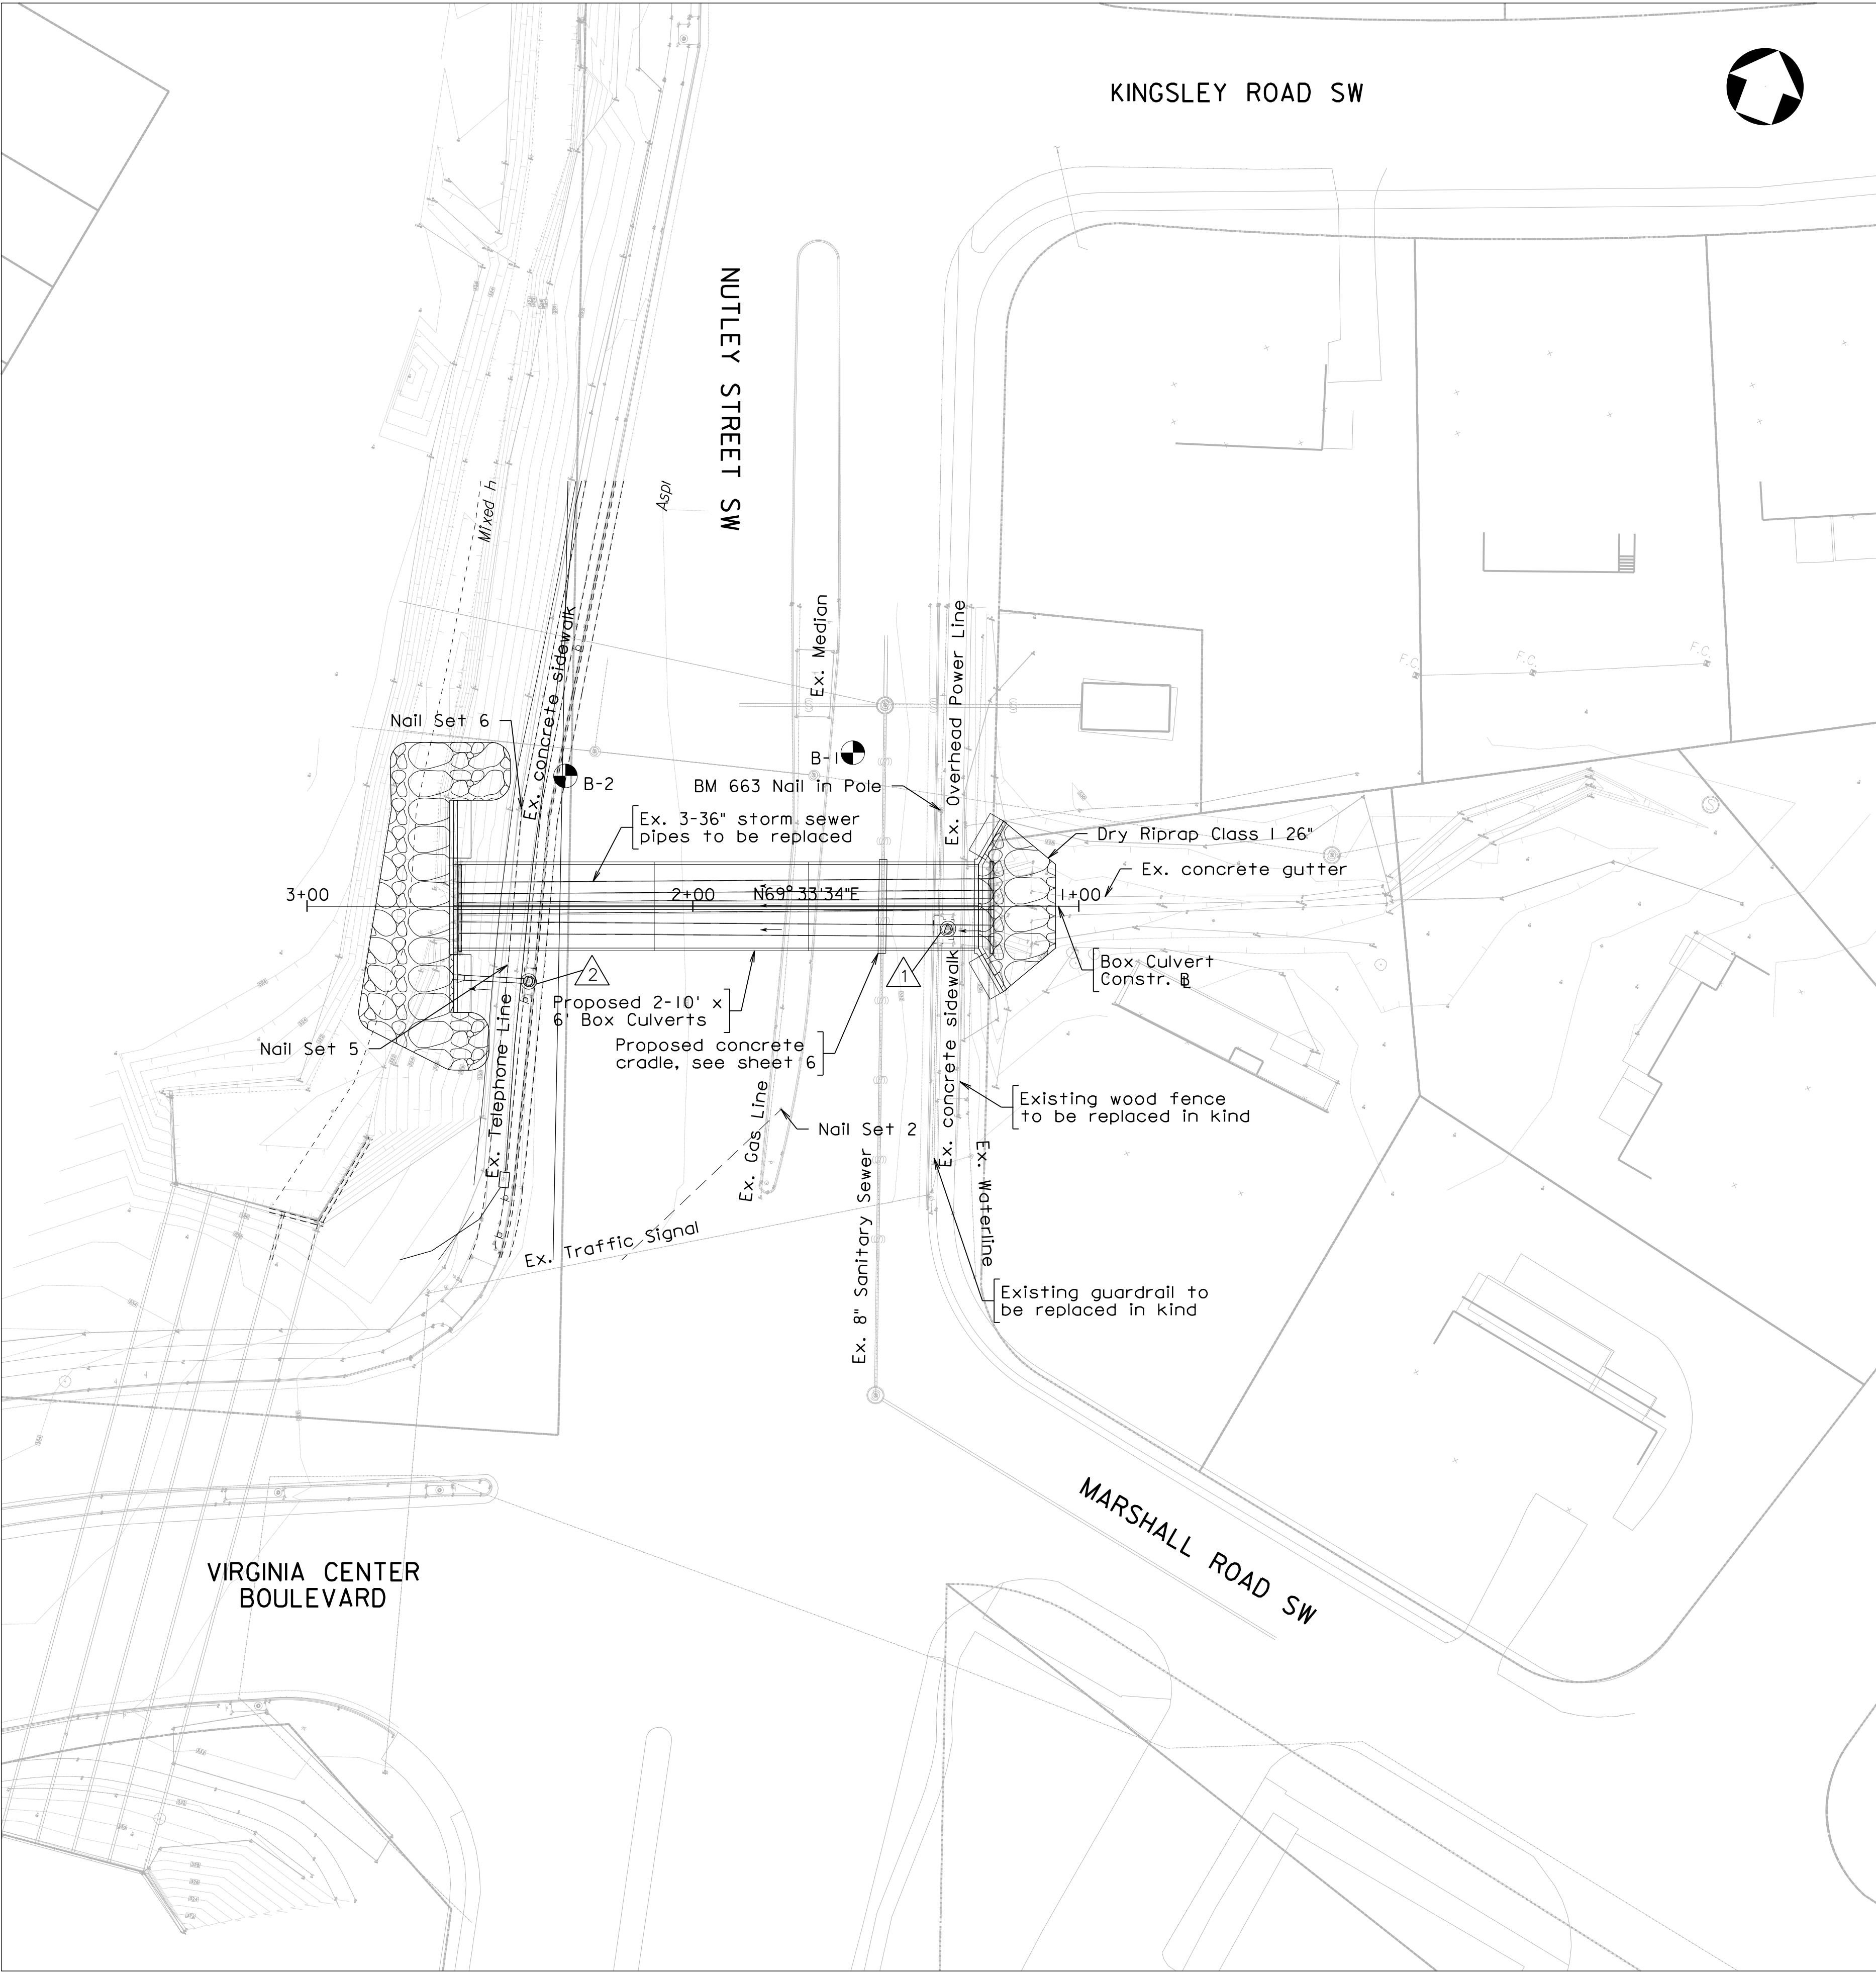 KINGSLEY ROAD SW
NUTLEY STREET SW
Mixed h
Aspl
Ex. concrete sidewalk
Ex. Median
Ex. Overhead Power Line
F.C.
F.C.
F.C.
Nail Set 6
B-1
B-2
BM 663 Nail in Pole
Ex. 3-36" storm sewer
pipes to be replaced
Dry Riprap Class I 26"
Ex. concrete gutter
3+00
2+00
N69° 33'34"E
1+00
Box Culvert
Constr. B
1
2
Proposed 2-10' x
6' Box Culverts
Proposed concrete
cradle, see sheet 6
Nail Set 5
Ex. Telephone Line
Ex. Gas Line
Nail Set 2
Ex. concrete sidewalk
Existing wood fence
to be replaced in kind
Ex. Waterline
Ex. 8" Sanitary Sewer
Ex. Traffic Signal
Existing guardrail to
be replaced in kind
MARSHALL ROAD SW
VIRGINIA CENTER
BOULEVARD